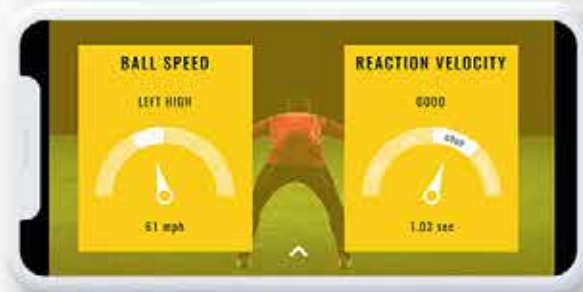 BALL SPEED
LEFT HIGH
61 mph
REACTION VELOCITY
GOOD
1.03 sec